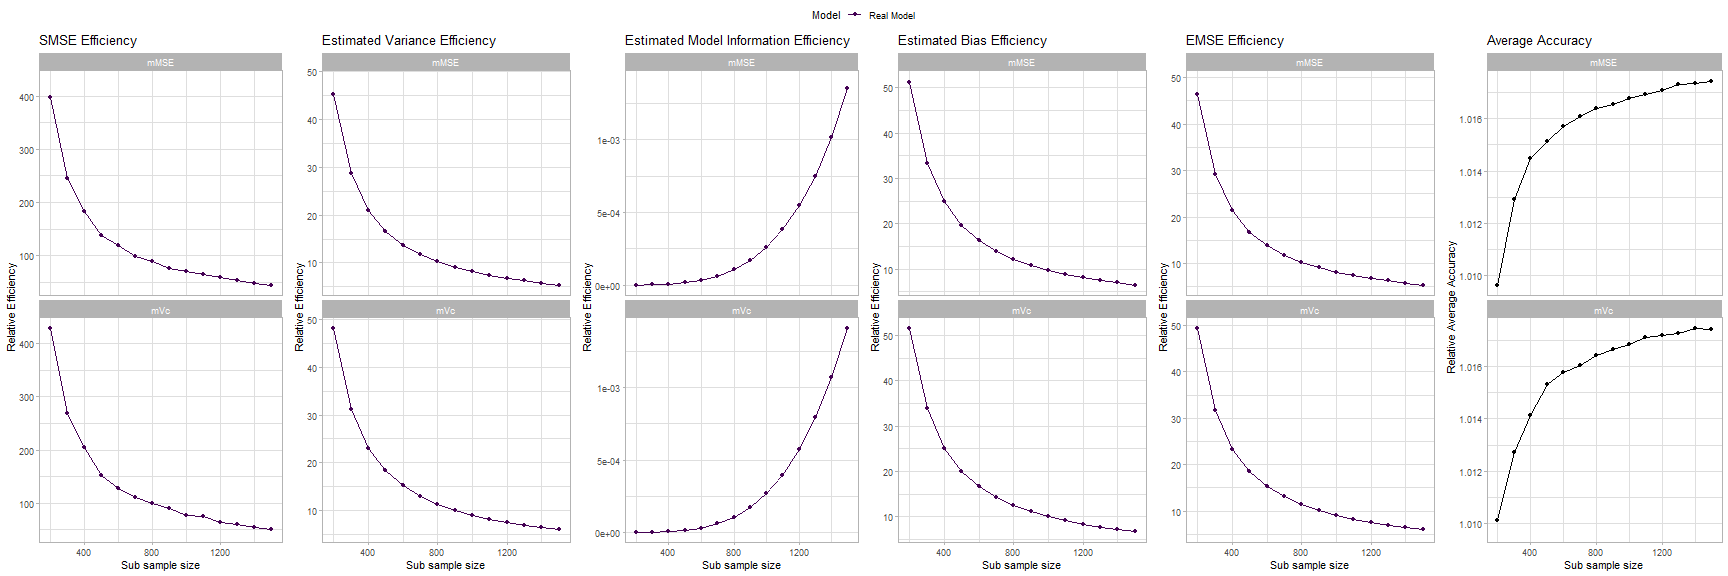 Model Real Model
SMSE Efficiency
mMSE
400
300
200
100
mVc
400
300
200
100
Relative Efficiency
400
800
1200
Sub sample size
Estimated Variance Efficiency
mMSE
50
40
30
20
10
mVc
50
40
30
20
10
Relative Efficiency
400
1200
Sub sample size
Estimated Model Information Efficiency
mMSE
1e-03
5e-04
0e+00
mVc
1e-03
5e-04
0e+00
Relative Efficiency
400
800
1200
Sub sample size
Estimated Bias Efficiency
mMSE
50
40
30
20
10
mVc
50
40
30
20
10
Relative Efficiency
400
800
1200
Sub sample size
EMSE Efficiency
mMSE
50
40
30
20
10
mVc
50
40
30
20
10
Relative Efficiency
400
800
1200
Sub sample size
Average Accuracy
mMSE
1.016
1.014
1.012
1.010
mVc
1.016
1.014
1.012
1.010
Relative Average Accuracy
400
800
1200
Sub sample size